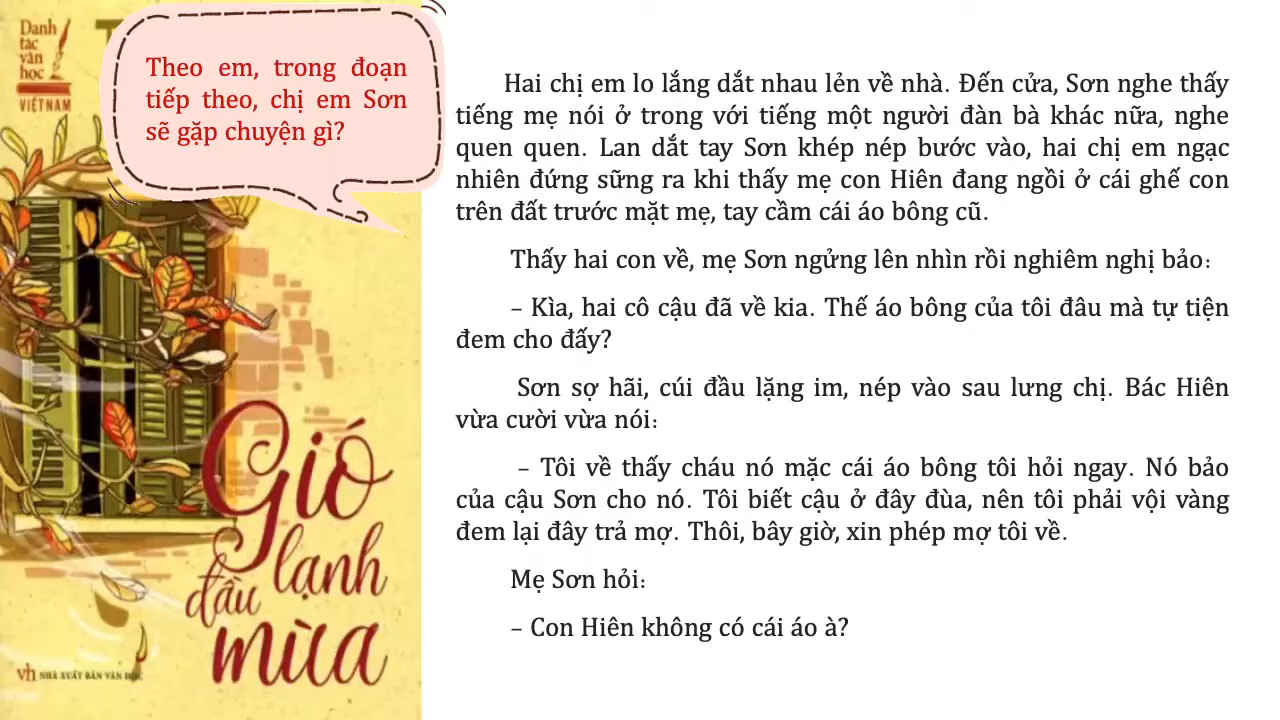 Danh
tác
văn
học
VIỆTNAM
Theo em, trong đoạn
tiếp theo, chị em Sơn
sẽ gặp chuyện gì?
Gió
lạnh
đầu
mùa
vh NHÀ XUẤT BẢN VĂN HỌC
Hai chị em lo lắng dắt nhau lẻn về nhà. Đến cửa, Sơn nghe thấy
tiếng mẹ nói ở trong với tiếng một người đàn bà khác nữa, nghe
quen quen. Lan dắt tay Sơn khép nép bước vào, hai chị em ngạc
nhiên đứng sững ra khi thấy mẹ con Hiên đang ngồi ở cái ghế con
trên đất trước mặt mẹ, tay cầm cái áo bông cũ.
Thấy hai con về, mẹ Sơn ngửng lên nhìn rồi nghiêm nghị bảo:
– Kìa, hai cô cậu đã về kia. Thế áo bông của tôi đâu mà tự tiện
đem cho đấy?
Sơn sợ hãi, cúi đầu lặng im, nép vào sau lưng chị. Bác Hiên
vừa cười vừa nói:
– Tôi về thấy cháu nó mặc cái áo bông tôi hỏi ngay. Nó bảo
của cậu Sơn cho nó. Tôi biết cậu ở đây đùa, nên tôi phải vội vàng
đem lại đây trả mợ. Thôi, bây giờ, xin phép mợ tôi về.
Mẹ Sơn hỏi:
– Con Hiên không có cái áo à?